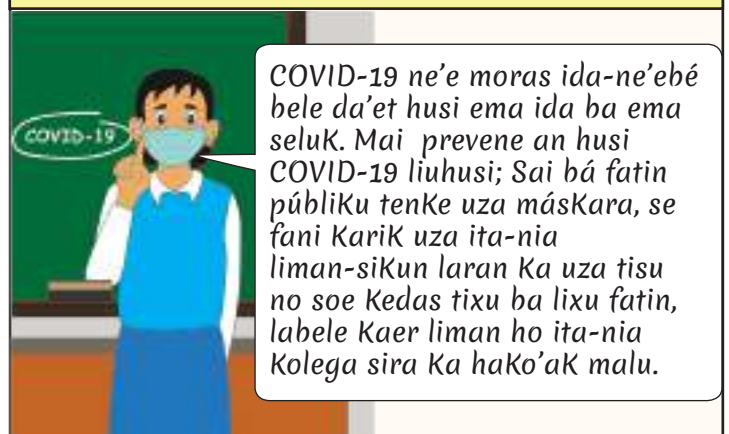 COVID-19
COVID-19 ne'e moras ida-ne'ebé
bele da'et husi ema ida ba ema
seluk. Mai prevene an husi
COVID-19 liuhusi; Sai bá fatin
públiku tenke uza máskara, se
fani karik uza ita-nia
liman-sikun laran ka uza tisu
no soe kedas tixu ba lixu fatin,
labele kaer liman ho ita-nia
kolega sira ka hako'ak malu.